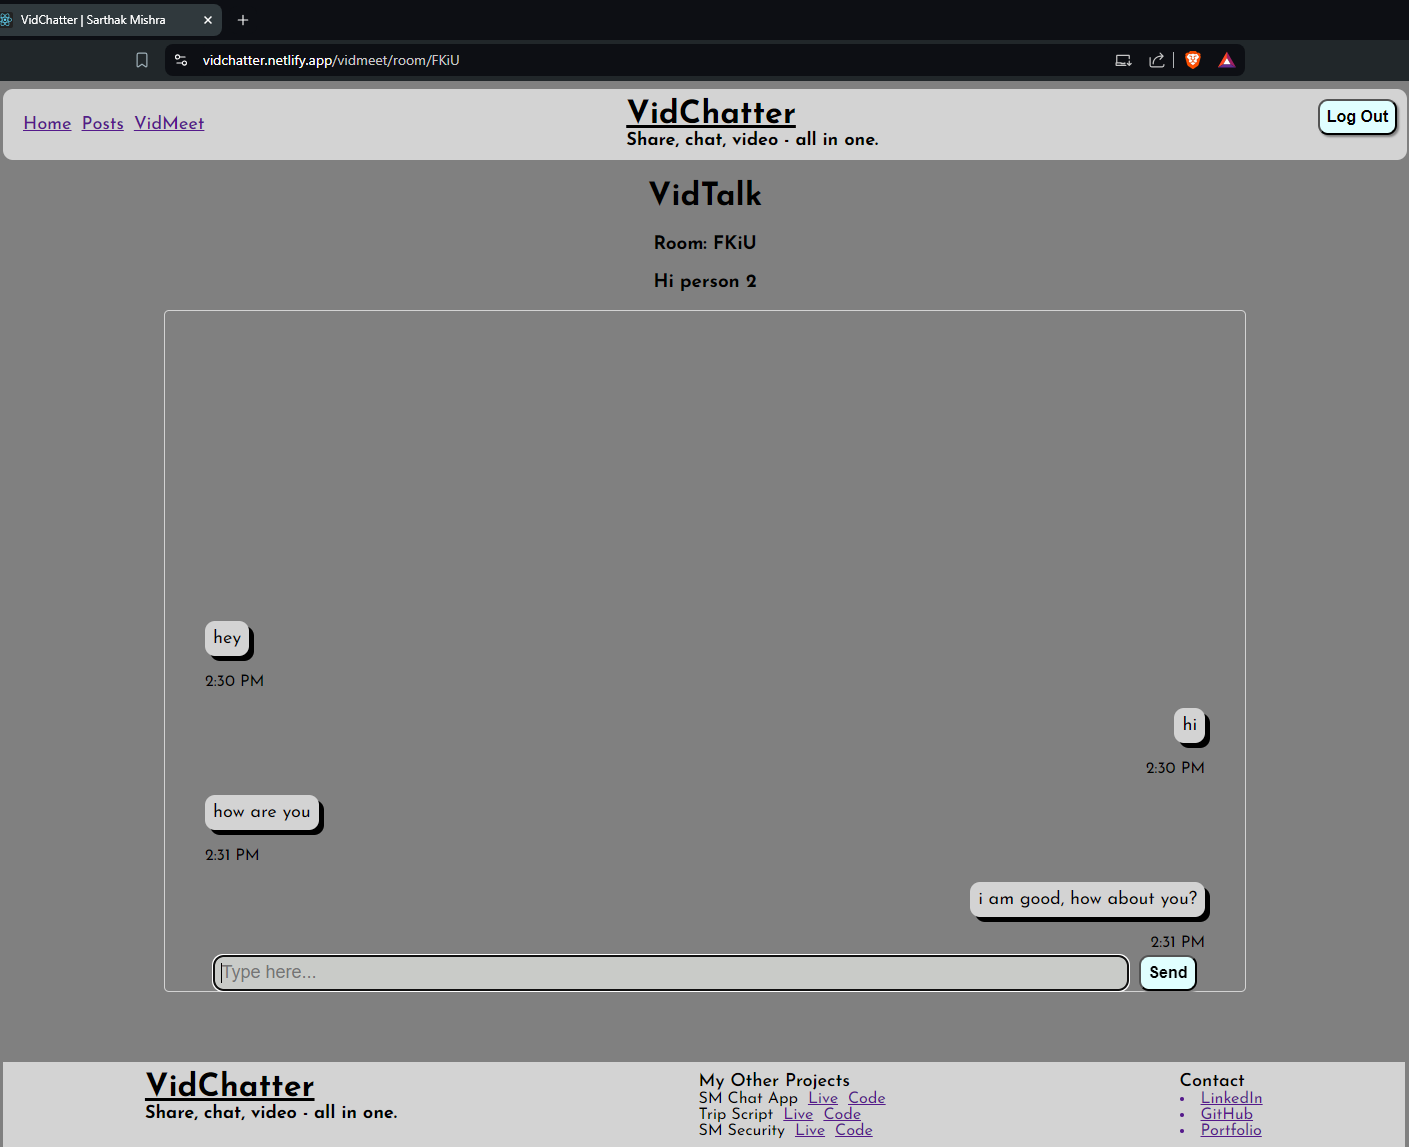 VidChatter | Sarthak Mishra
vidchatter.netlify.app/vidmeet/room/FKiU
Home Posts VidMeet
VidChatter
Share, chat, video - all in one.
Log Out
VidTalk
Room: FKiU
Hi person 2
hey
2:30 PM
hi
2:30 PM
how are you
2:31 PM
i am good, how about you?
2:31 PM
Type here...
Send
VidChatter
Share, chat, video - all in one.
My Other Projects
SM Chat App Live Code
Trip Script Live Code
SM Security Live Code
Contact
LinkedIn
GitHub
Portfolio